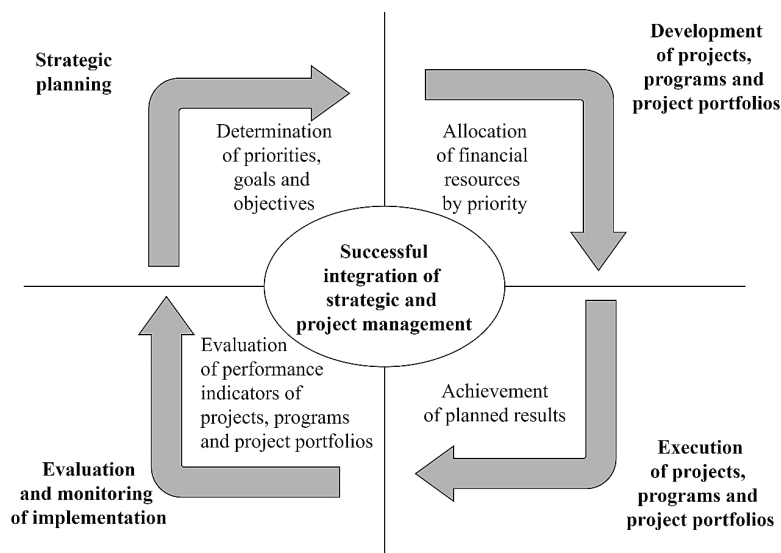 Strategic
planning
Determination
of priorities,
goals and
objectives
Allocation
of financial
resources
by priority
Development
of projects,
programs and
project portfolios
Successful
integration of
strategic and
project management
Evaluation
of performance
indicators of
projects, programs
and project portfolios
Achievement
of planned results
Evaluation
and monitoring
of implementation
Execution
of projects,
programs and
project portfolios